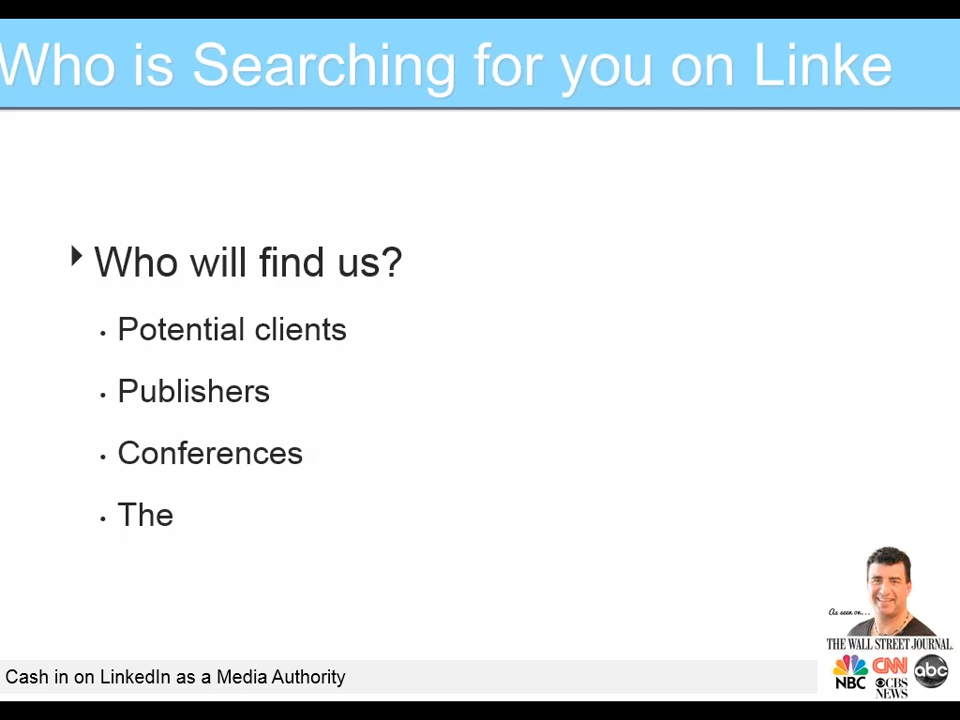 Who is Searching for you on Linke
Who will find us?
• Potential clients
• Publishers
• Conferences
• The
As seen on...
THE WALL STREET JOURNAL.
NBC
CNN
CBS
NEWS
abc
Cash in on LinkedIn as a Media Authority